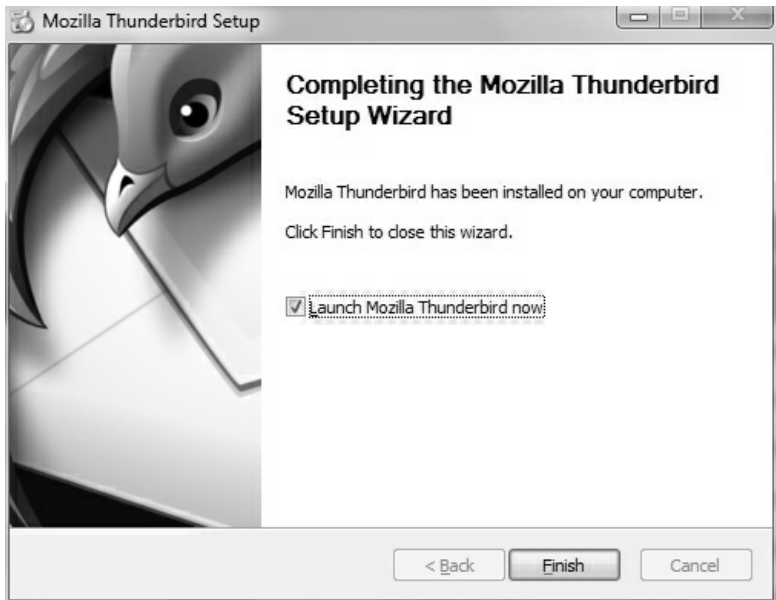 Mozilla Thunderbird Setup
Completing the Mozilla Thunderbird
Setup Wizard
Mozilla Thunderbird has been installed on your computer.
Click Finish to close this wizard.
Launch Mozilla Thunderbird now
< Back Finish Cancel